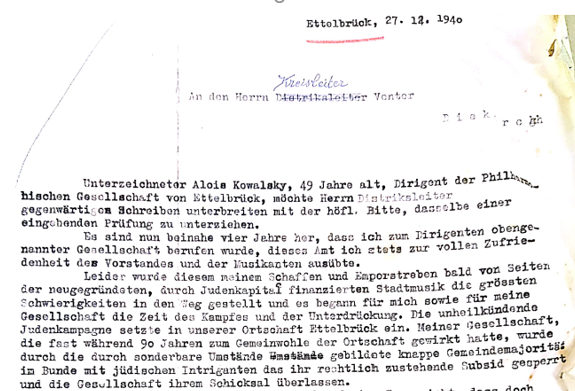 Ettelbrück, 27. 12. 1940
Kreisleiter
An den Herrn Distriksleiter Venter
D i e k r c h
Unterzeichneter Alois Kowalsky, 49 Jahre alt, Dirigent der Philhar-
hischen Gesellschaft von Ettelbrück, möchte Herrn Distriksleiter
gegenwärtigen Schreiben unterbreiten mit der höfl. Bitte, dasselbe einer
eingehenden Prüfung zu unterziehen.
Es sind nun beinahe vier Jahre her, dass ich zum Dirigenten obenge-
nannter Gesellschaft berufen wurde, dieses Amt ich stets zur vollen Zufrie-
denheit des Vorstandes und der Musikanten ausübte.
Leider wurde diesem meinem Schaffen und Emporstreben bald von Seiten
der neugegründeten, durch Judenkapital finanzierten Stadtmusik die grössten
Schwierigkeiten in den Weg gestellt und es begann für mich sowie für meine
Gesellschaft die Zeit des Kampfes und der Unterdrückung. Die unheilkündende
Judenkampagne setzte in unserer Ortschaft Ettelbrück ein. Meiner Gesellschaft,
die fast während 90 Jahren zum Gemeinwohle der Ortschaft gewirkt hatte, wurde
durch die durch sonderbare Umstände Umstände gebildete knappe Gemeindemajorität
im Bunde mit jüdischen Intriganten das ihr rechtlich zustehende Subsid gesperrt
und die Gesellschaft ihrem Schicksal überlassen.